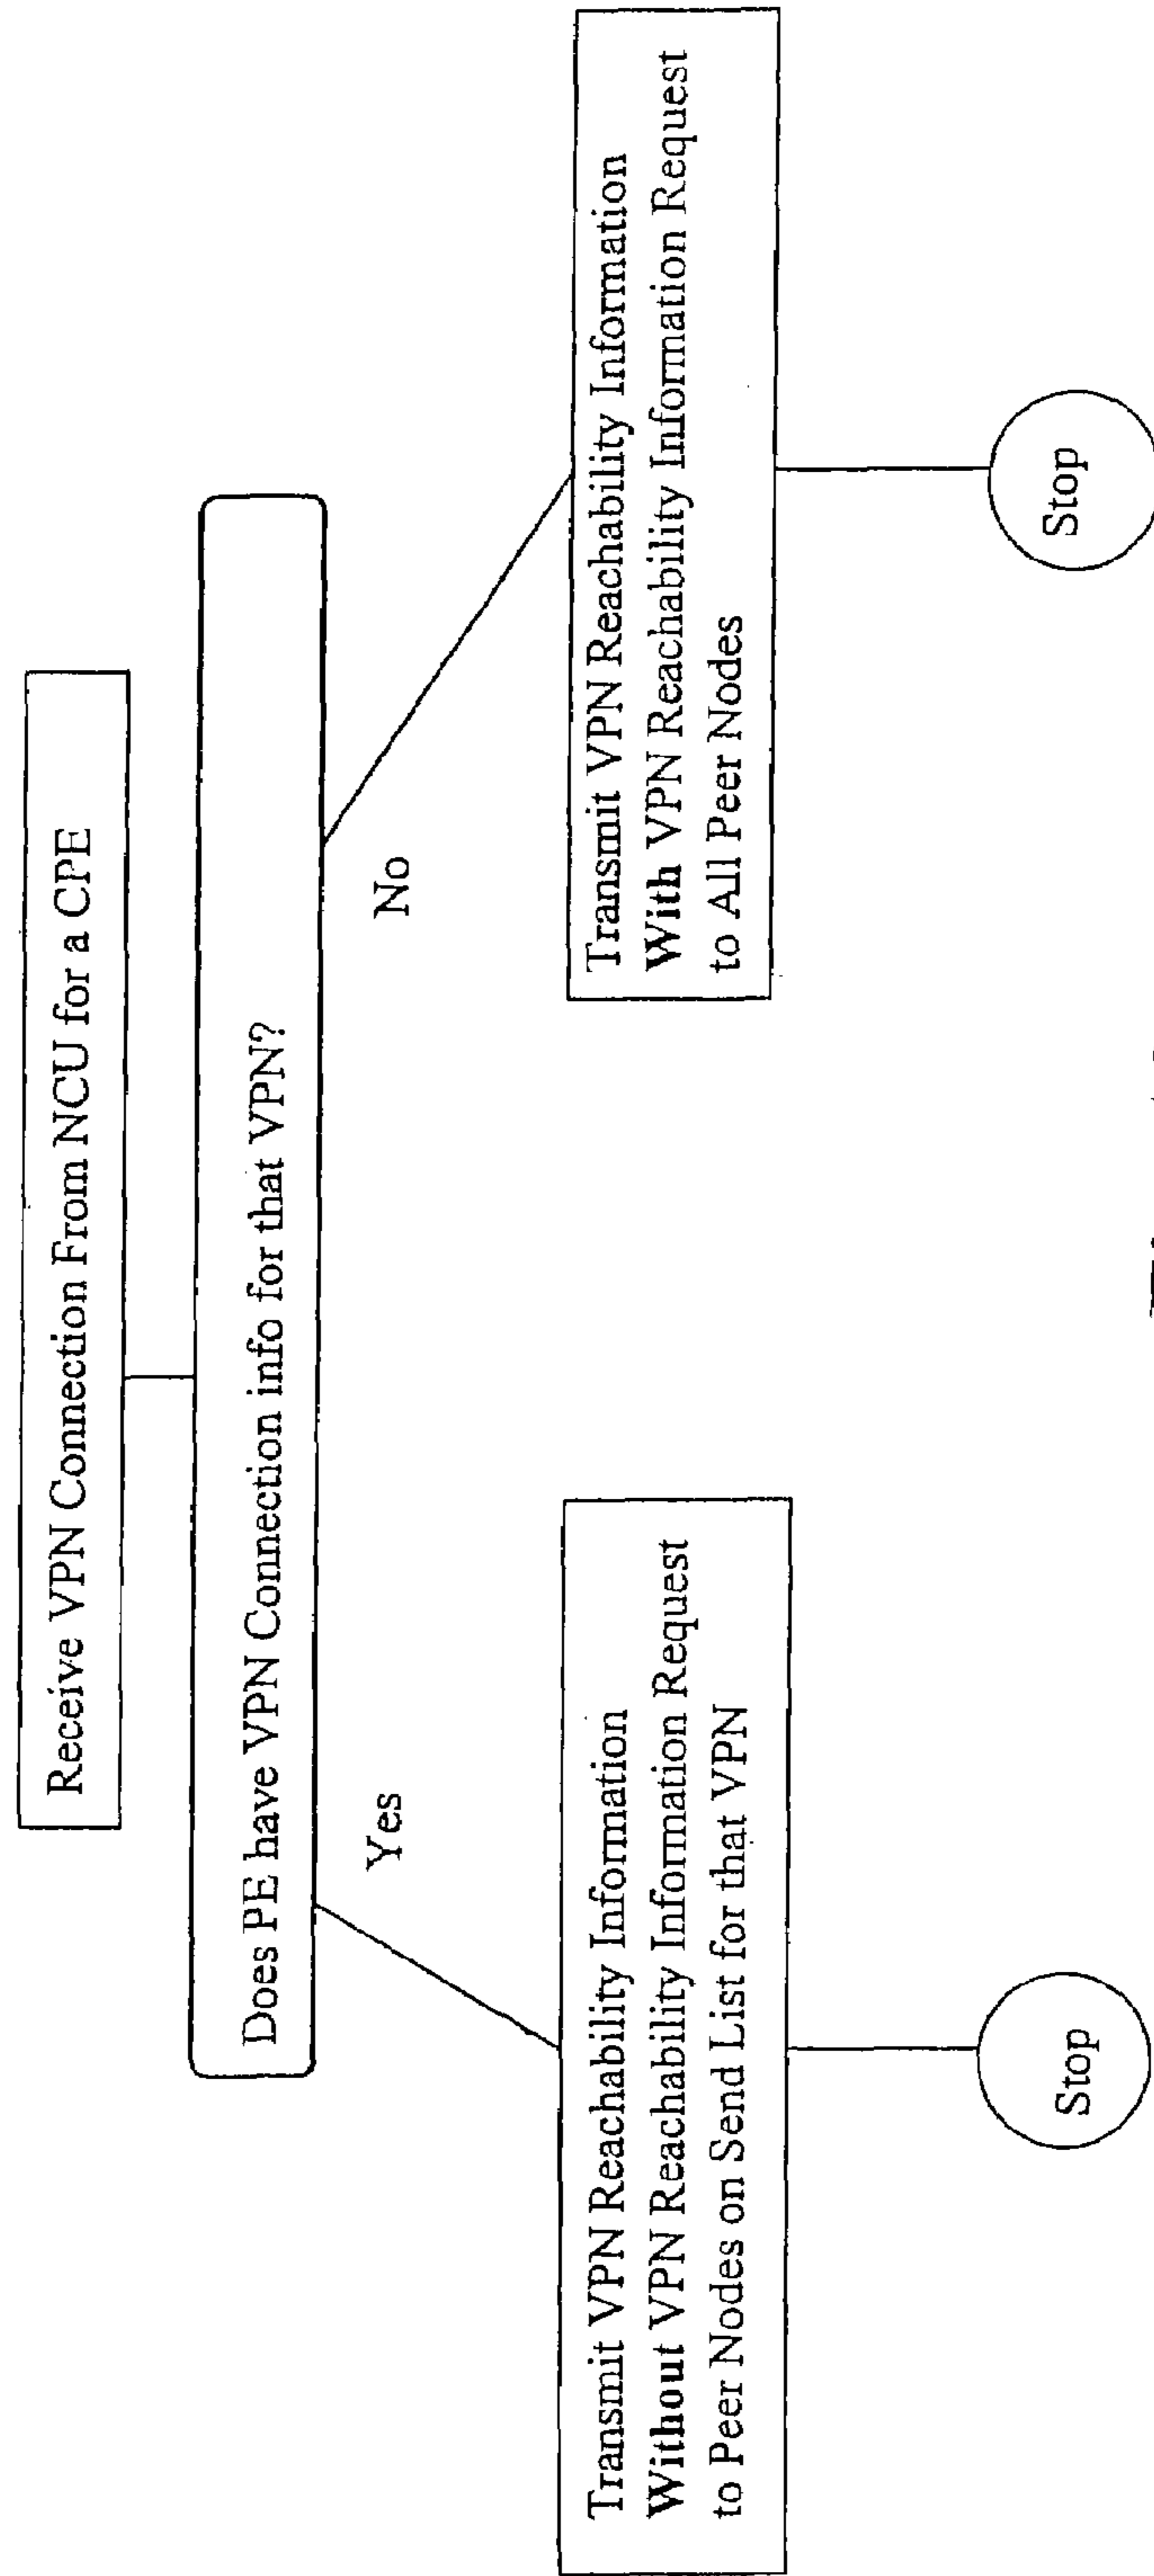 Receive VPN Connection From NCU for a CPE
Does PE have VPN Connection info for that VPN?
Yes
No
Transmit VPN Reachability Information
Without VPN Reachability Information Request
to Peer Nodes on Send List for that VPN
Transmit VPN Reachability Information
With VPN Reachability Information Request
to All Peer Nodes
Stop
Stop